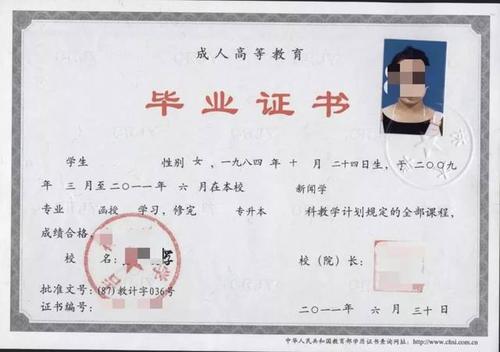 成人高等教育
毕业证书
学生 性别 女，一九八四年 十 月 二十四日生，于二〇〇九
年 三 月至二〇一一年 六 月在本校 新闻学
专业 函授 学习，修完 专升本 科教学计划规定的全部课程，
成绩合格。
校 名： 校（院）长：
批准文号：(87)教计字036号
证书编号：
二〇一一年 六 月 三十日
中华人民共和国教育部学历证书查询网址：http://www.chsi.com.cn